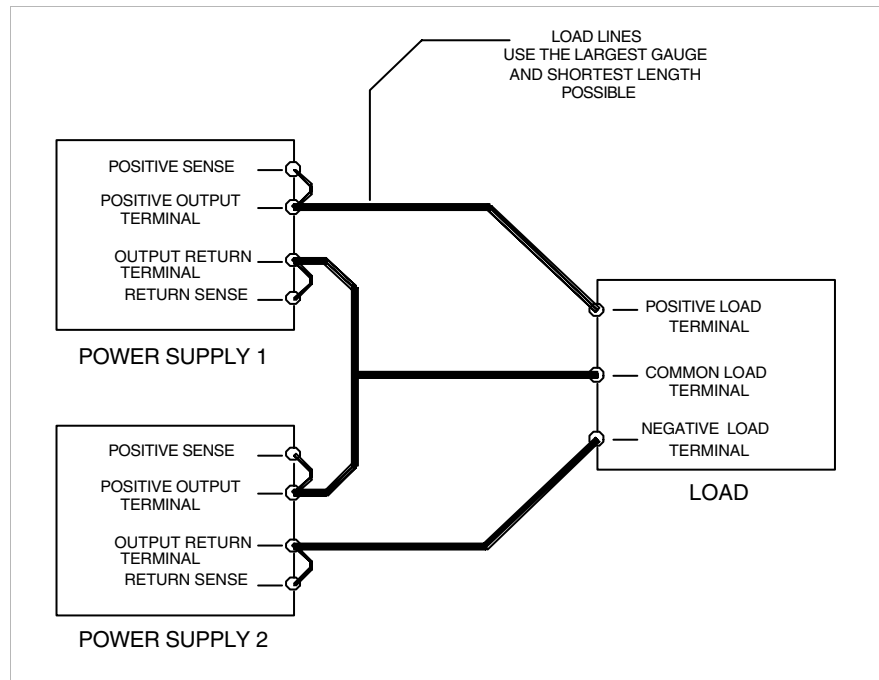 LOAD LINES
USE THE LARGEST GAUGE
AND SHORTEST LENGTH
POSSIBLE
POSITIVE SENSE
POSITIVE OUTPUT
TERMINAL
OUTPUT RETURN
TERMINAL
RETURN SENSE
POWER SUPPLY 1
POSITIVE LOAD
TERMINAL
COMMON LOAD
TERMINAL
NEGATIVE LOAD
TERMINAL
LOAD
POSITIVE SENSE
POSITIVE OUTPUT
TERMINAL
OUTPUT RETURN
TERMINAL
RETURN SENSE
POWER SUPPLY 2